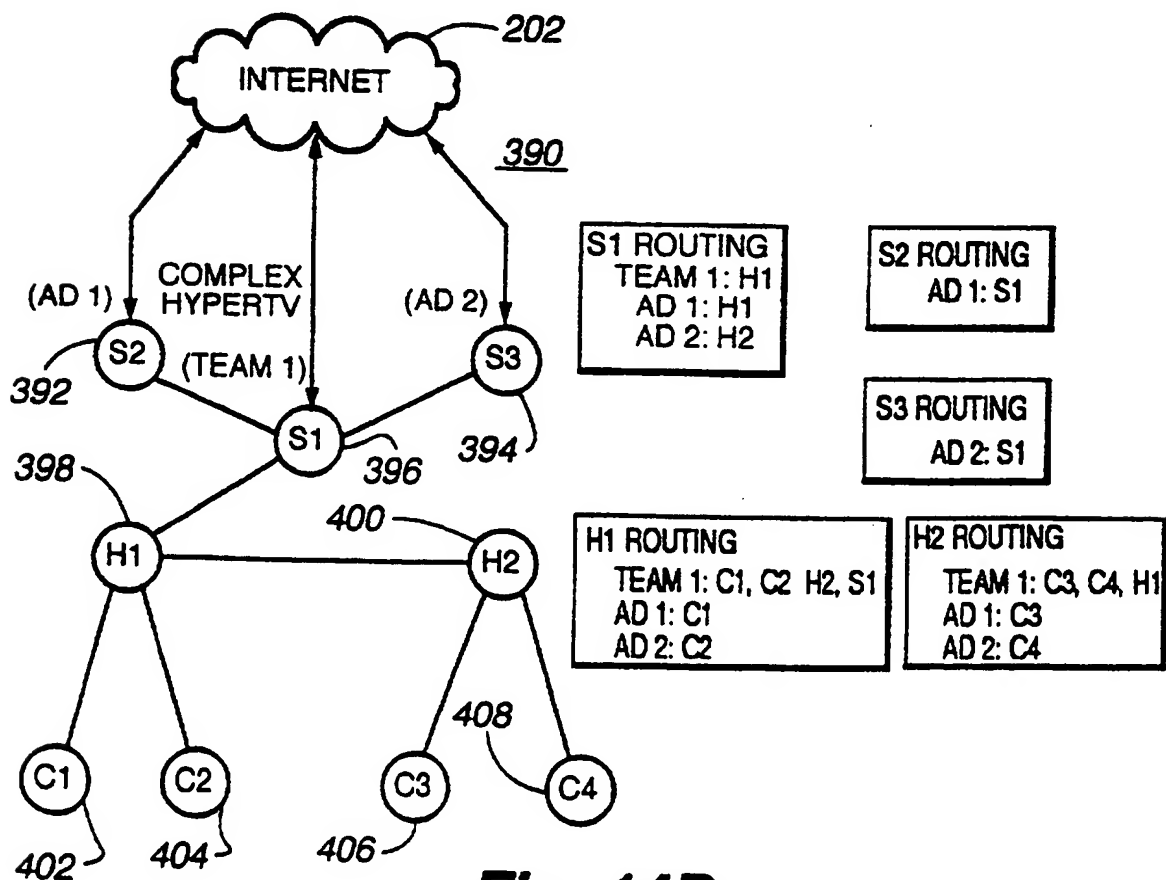 202
INTERNET
390
COMPLEX
HYPERTV
(AD 1)
(AD 2)
S2
(TEAM 1)
S3
392
S1
394
396
S1 ROUTING
TEAM 1: H1
AD 1: H1
AD 2: H2
S2 ROUTING
AD 1: S1
S3 ROUTING
AD 2: S1
398
400
H1
H2
H1 ROUTING
TEAM 1: C1, C2 H2, S1
AD 1: C1
AD 2: C2
H2 ROUTING
TEAM 1: C3, C4, H1
AD 1: C3
AD 2: C4
408
C1
C2
C3
C4
402
404
406